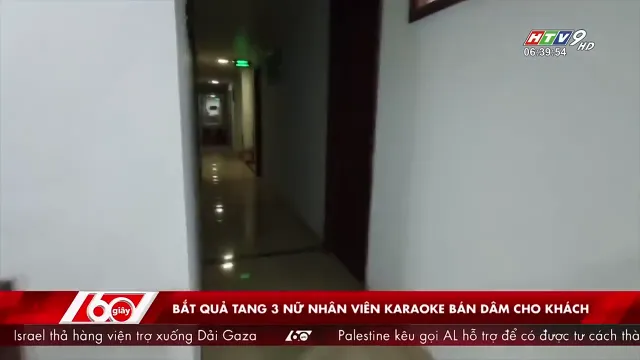 HTV9 HD
06:39:54
60 giây
BẮT QUẢ TANG 3 NỮ NHÂN VIÊN KARAOKE BÁN DÂM CHO KHÁCH
Israel thả hàng viện trợ xuống Dải Gaza 60 Palestine kêu gọi AL hỗ trợ để có được tư cách thà